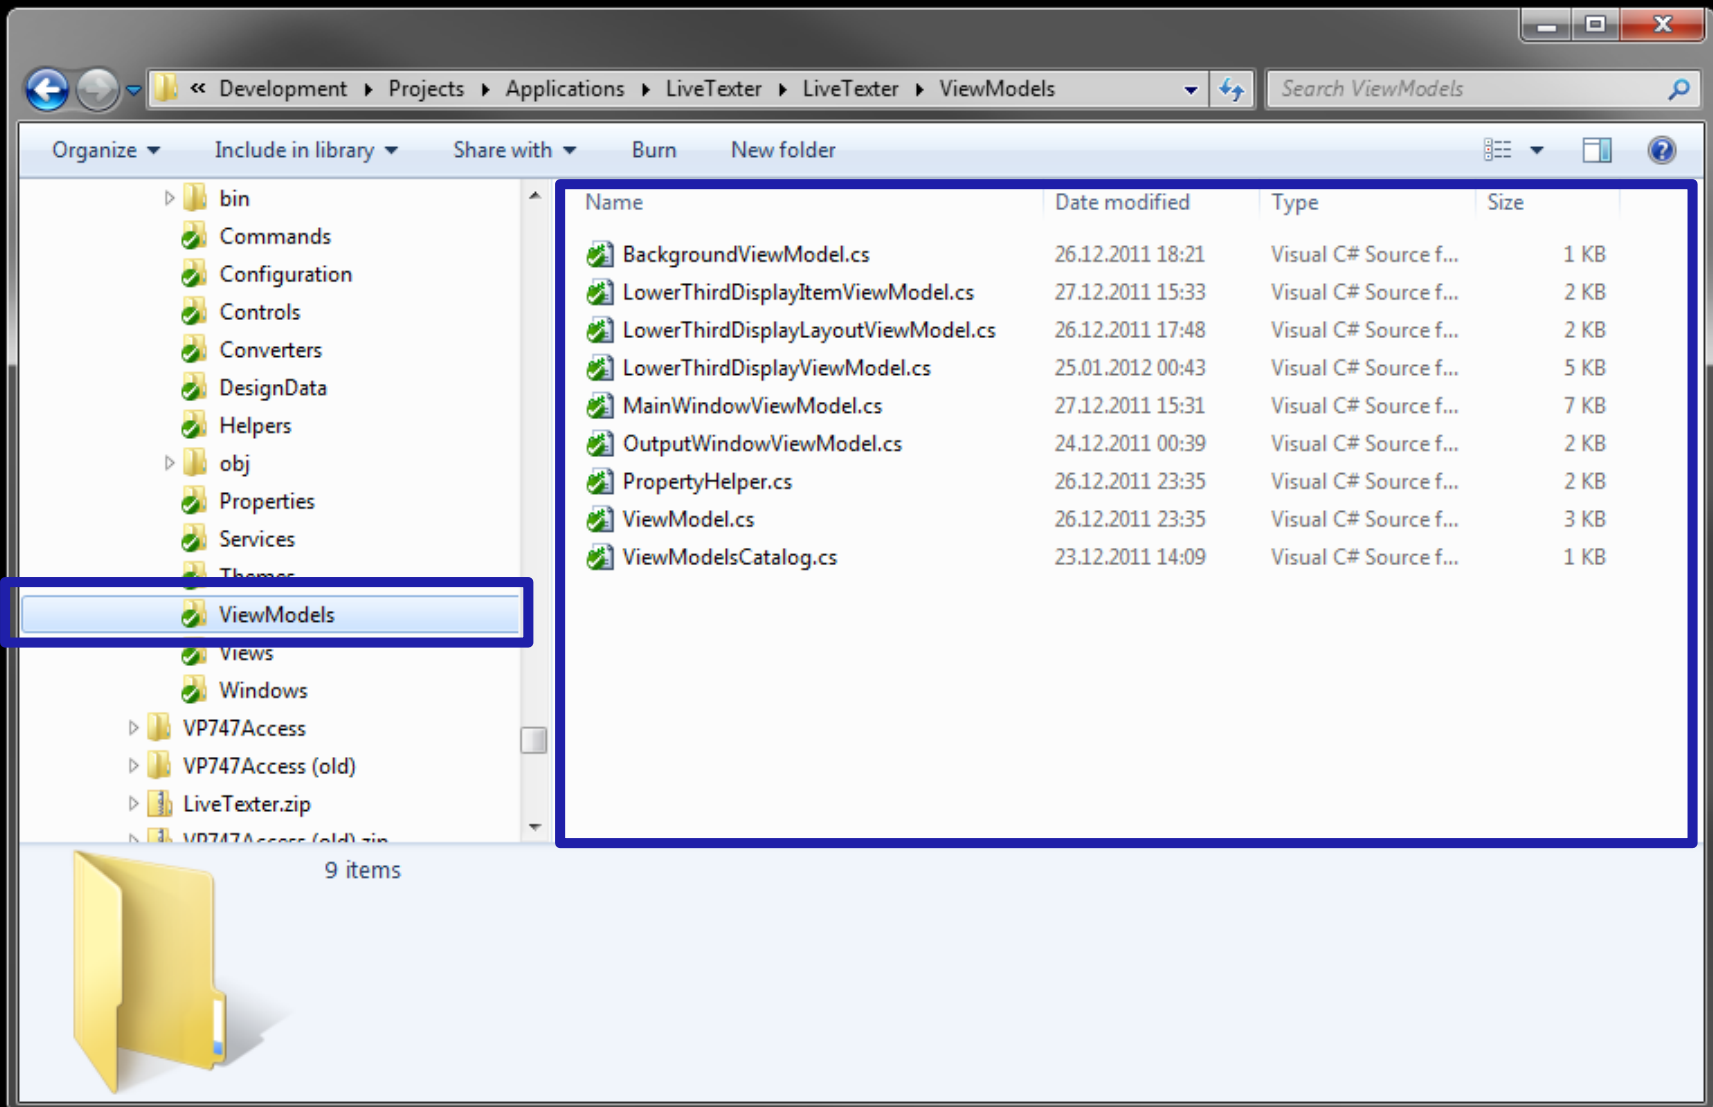 « Development ▸ Projects ▸ Applications ▸ LiveTexter ▸ LiveTexter ▸ ViewModels
Search ViewModels
Organize Include in library Share with Burn New folder
bin
Commands
Configuration
Controls
Converters
DesignData
Helpers
obj
Properties
Services
Themes
ViewModels
Views
Windows
VP747Access
VP747Access (old)
LiveTexter.zip
VP747Access (old).zip
Name Date modified Type Size
BackgroundViewModel.cs 26.12.2011 18:21 Visual C# Source f... 1 KB
LowerThirdDisplayItemViewModel.cs 27.12.2011 15:33 Visual C# Source f... 2 KB
LowerThirdDisplayLayoutViewModel.cs 26.12.2011 17:48 Visual C# Source f... 2 KB
LowerThirdDisplayViewModel.cs 25.01.2012 00:43 Visual C# Source f... 5 KB
MainWindowViewModel.cs 27.12.2011 15:31 Visual C# Source f... 7 KB
OutputWindowViewModel.cs 24.12.2011 00:39 Visual C# Source f... 2 KB
PropertyHelper.cs 26.12.2011 23:35 Visual C# Source f... 2 KB
ViewModel.cs 26.12.2011 23:35 Visual C# Source f... 3 KB
ViewModelsCatalog.cs 23.12.2011 14:09 Visual C# Source f... 1 KB
9 items